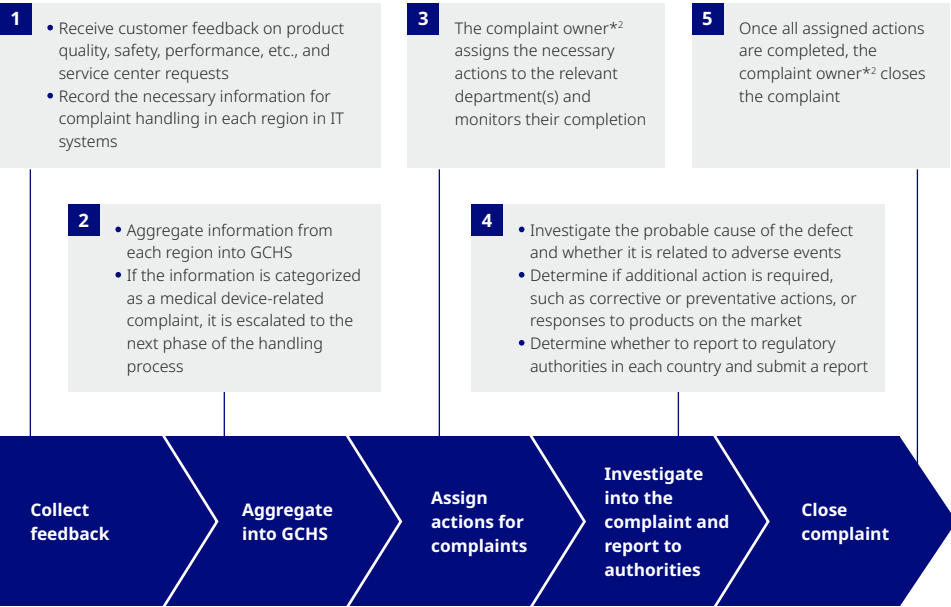 1
• Receive customer feedback on product
quality, safety, performance, etc., and
service center requests
• Record the necessary information for
complaint handling in each region in IT
systems
3
The complaint owner*2
assigns the necessary
actions to the relevant
department(s) and
monitors their completion
5
Once all assigned actions
are completed, the
complaint owner*2 closes
the complaint
2
• Aggregate information from
each region into GCHS
• If the information is categorized
as a medical device-related
complaint, it is escalated to the
next phase of the handling
process
4
• Investigate the probable cause of the defect
and whether it is related to adverse events
• Determine if additional action is required,
such as corrective or preventative actions, or
responses to products on the market
• Determine whether to report to regulatory
authorities in each country and submit a report
Collect
feedback
Aggregate
into GCHS
Assign
actions for
complaints
Investigate
into the
complaint and
report to
authorities
Close
complaint